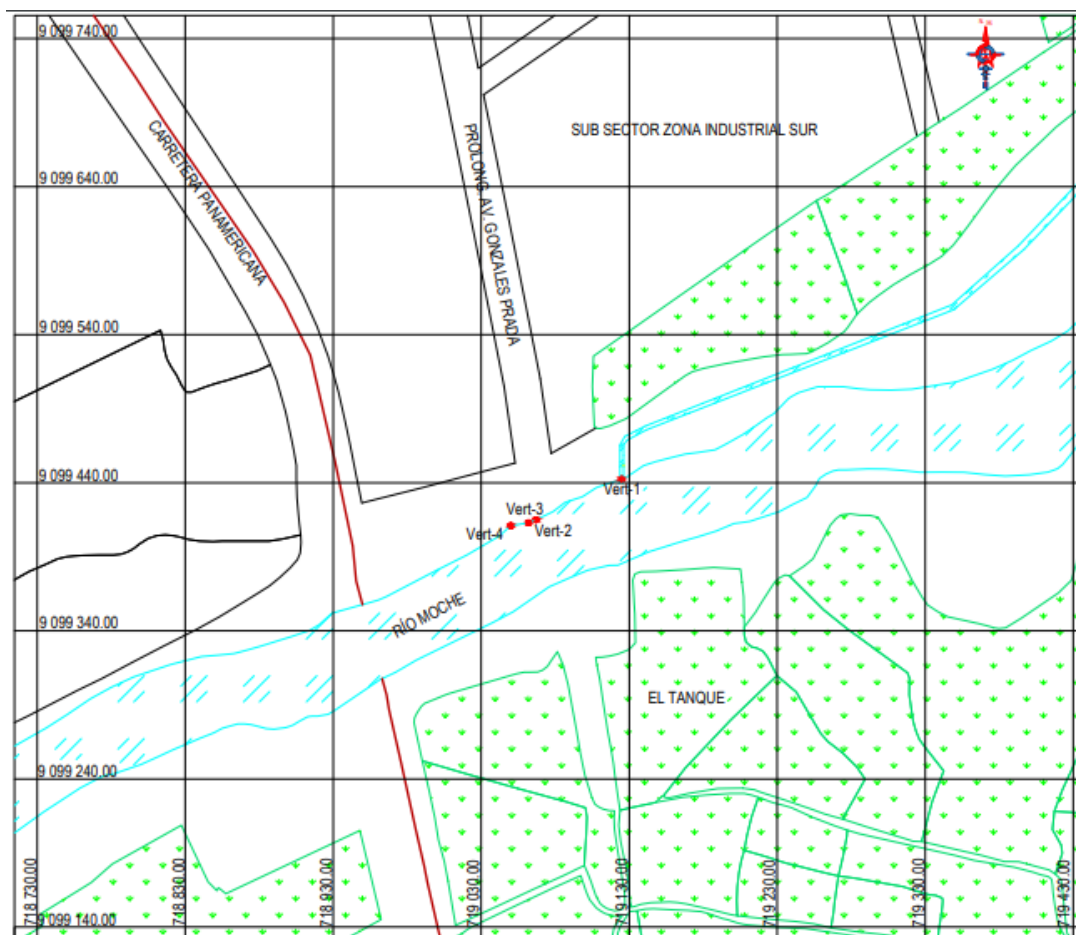 9 099 740.00
CARRETERA PANAMERICANA
PROLONG. AV. GONZALES PRADA
SUB SECTOR ZONA INDUSTRIAL SUR
9 099 640.00
9 099 540.00
9 099 440.00
Vert-1
Vert-3
Vert-4
Vert-2
RÍO MOCHE
9 099 340.00
EL TANQUE
9 099 240.00
718 730.00
718 830.00
718 930.00
719 030.00
719 130.00
719 230.00
719 330.00
719 430.00
9 099 140.00